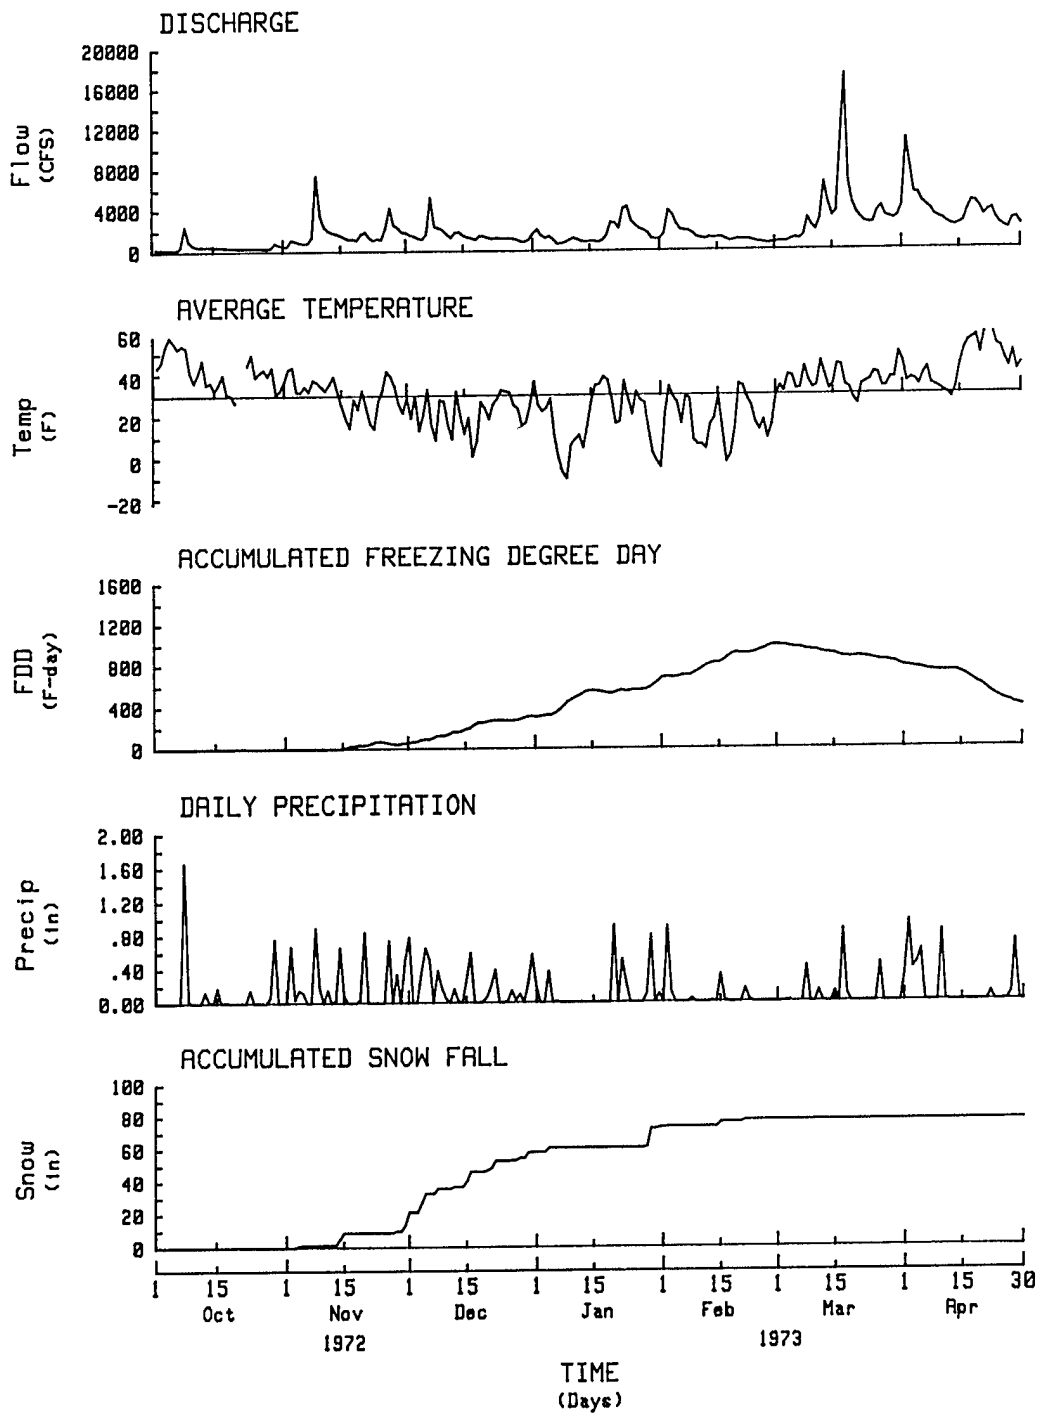 DISCHARGE
20000
16000
12000
8000
4000
0
Flow
(CFS)
AVERAGE TEMPERATURE
60
40
20
0
-20
Temp
(F)
ACCUMULATED FREEZING DEGREE DAY
1600
1200
800
400
0
FDD
(F-day)
DAILY PRECIPITATION
2.00
1.60
1.20
.80
.40
0.00
Precip
(in)
ACCUMULATED SNOW FALL
100
80
60
40
20
0
Snow
(in)
1 15 1 15 1 15 1 15 1 15 1 15 1 15 30
Oct Nov Dec Jan Feb Mar Apr
1972 1973
TIME
(Days)